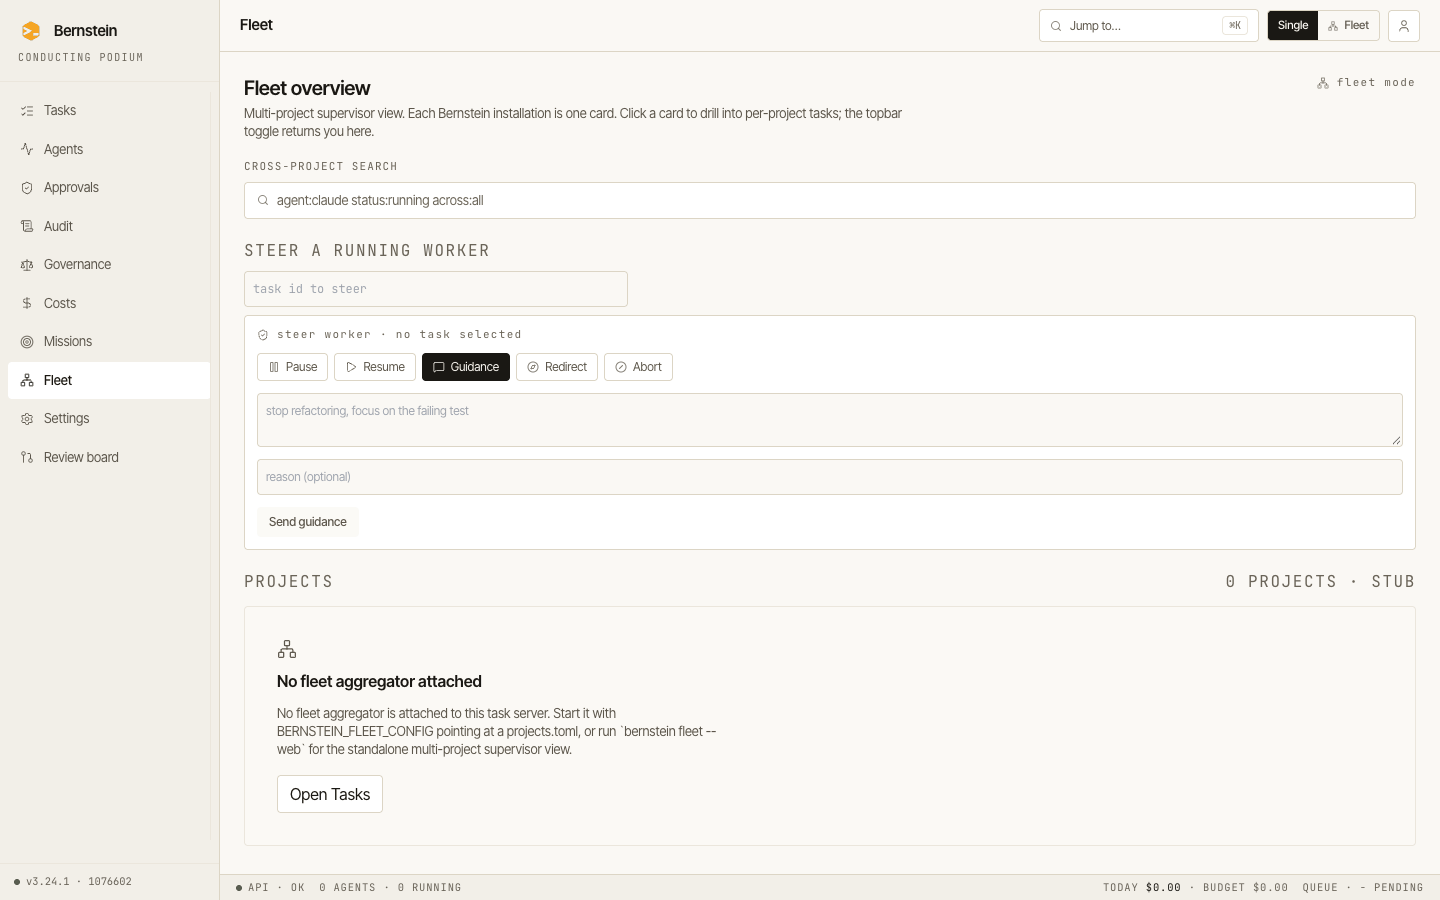 Bernstein
CONDUCTING PODIUM
Tasks
Agents
Approvals
Audit
Governance
Costs
Missions
Fleet
Settings
Review board
v3.24.1 · 1076602
Fleet
Jump to...
⌘K
Single
Fleet
Fleet overview
fleet mode
Multi-project supervisor view. Each Bernstein installation is one card. Click a card to drill into per-project tasks; the topbar
toggle returns you here.
CROSS-PROJECT SEARCH
agent:claude status:running across:all
STEER A RUNNING WORKER
task id to steer
steer worker · no task selected
Pause
Resume
Guidance
Redirect
Abort
stop refactoring, focus on the failing test
reason (optional)
Send guidance
PROJECTS
0 PROJECTS · STUB
No fleet aggregator attached
No fleet aggregator is attached to this task server. Start it with
BERNSTEIN_FLEET_CONFIG pointing at a projects.toml, or run `bernstein fleet --
web` for the standalone multi-project supervisor view.
Open Tasks
API · OK 0 AGENTS · 0 RUNNING
TODAY $0.00 · BUDGET $0.00 QUEUE · - PENDING